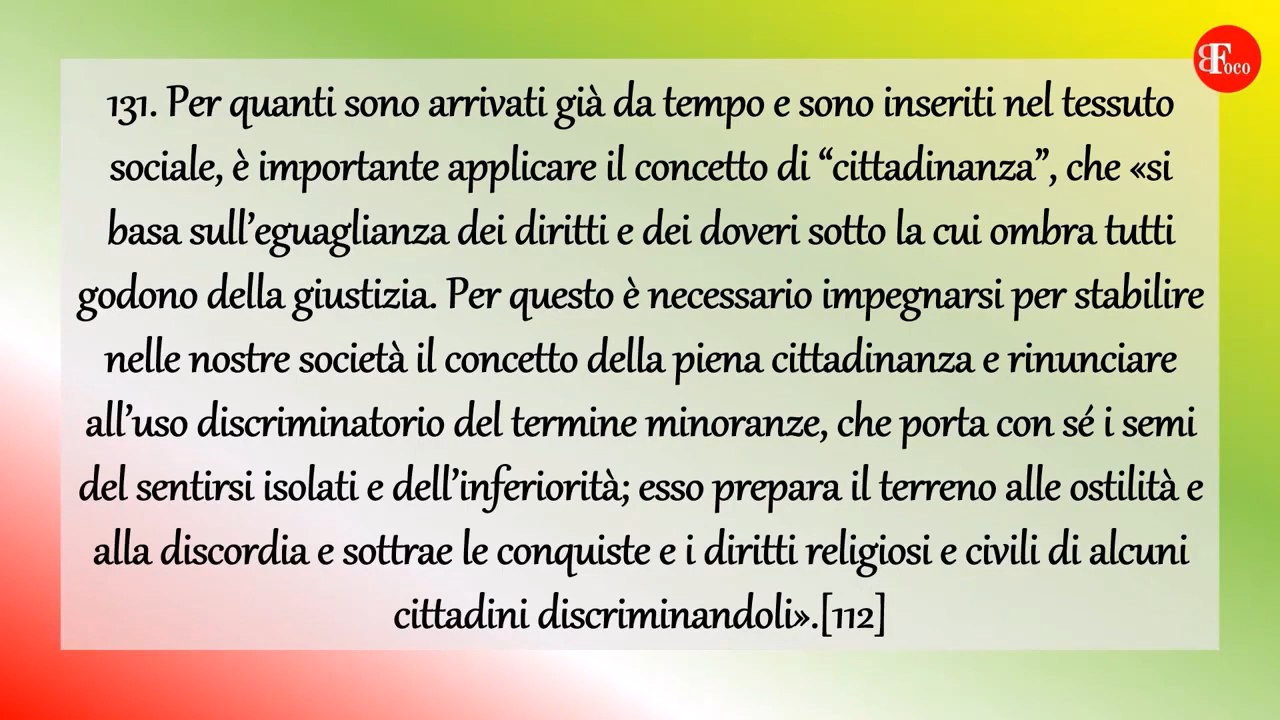 BFoco
131. Per quanti sono arrivati già da tempo e sono inseriti nel tessuto
sociale, è importante applicare il concetto di “cittadinanza”, che «si
basa sull’eguaglianza dei diritti e dei doveri sotto la cui ombra tutti
godono della giustizia. Per questo è necessario impegnarsi per stabilire
nelle nostre società il concetto della piena cittadinanza e rinunciare
all’uso discriminatorio del termine minoranze, che porta con sé i semi
del sentirsi isolati e dell’inferiorità; esso prepara il terreno alle ostilità e
alla discordia e sottrae le conquiste e i diritti religiosi e civili di alcuni
cittadini discriminandoli».[112]